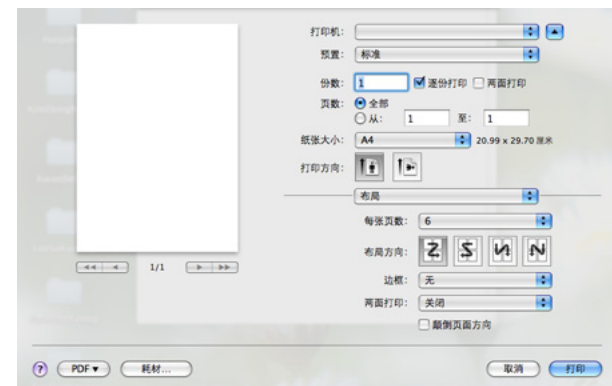 打印机:
预置: 标准
份数: 1 逐份打印 两面打印
页数: 全部
从: 1 至: 1
纸张大小: A4 20.99 x 29.70 厘米
打印方向:
布局
每张页数: 6
布局方向:
1/1
边框: 无
两面打印: 关闭
颠倒页面方向
? PDF▼ 耗材... 取消 打印